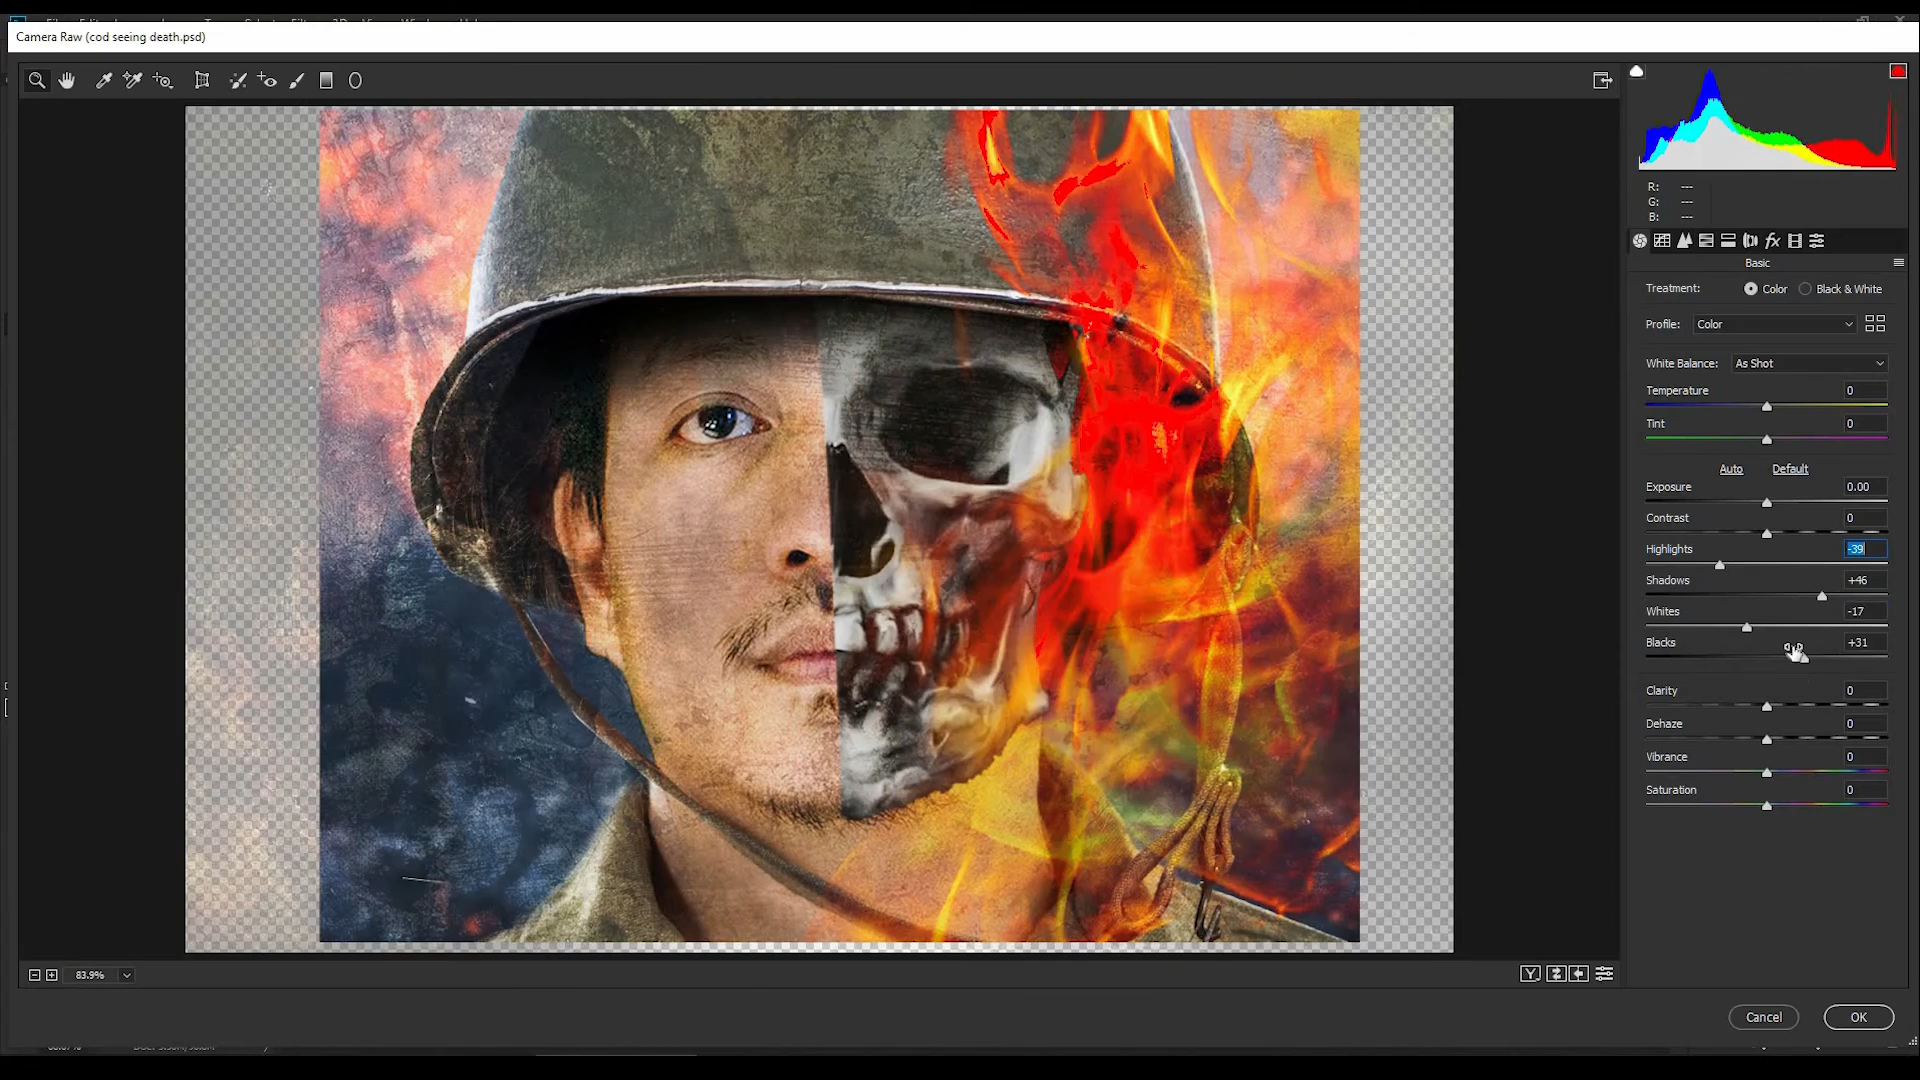 Camera Raw (cod seeing death.psd)
R: ---
G: ---
B: ---
fx
Basic
Treatment: Color Black & White
Profile: Color
White Balance: As Shot
Temperature 0
Tint 0
Auto Default
Exposure 0.00
Contrast 0
Highlights -39
Shadows +46
Whites -17
Blacks +31
Clarity 0
Dehaze 0
Vibrance 0
Saturation 0
83.9%
Y
Cancel OK